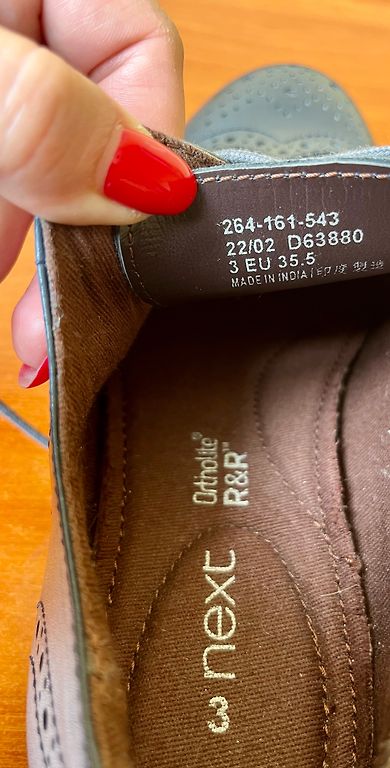 264-161-543
22/02 D63880
3 EU 35.5
MADE IN INDIA | 印度 製造
Ortholite®
R&R™
3 next